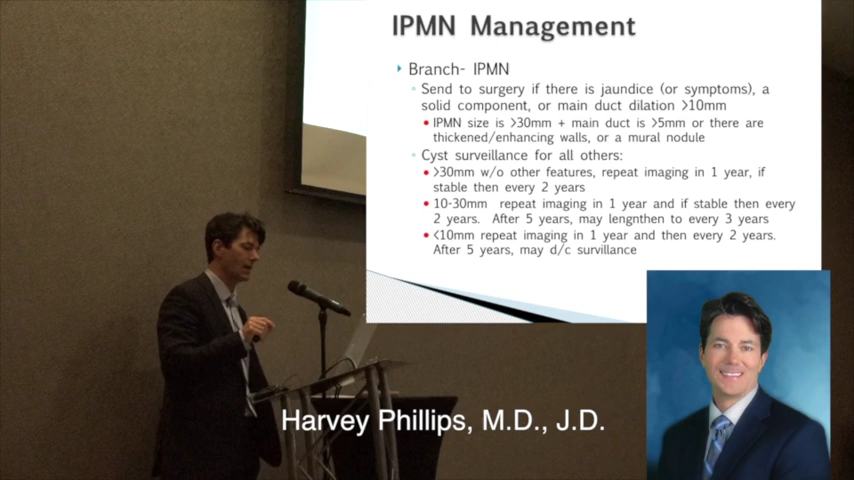 IPMN Management
Branch- IPMN
Send to surgery if there is jaundice (or symptoms), a
solid component, or main duct dilation >10mm
IPMN size is >30mm + main duct is >5mm or there are
thickened/enhancing walls, or a mural nodule
Cyst surveillance for all others:
>30mm w/o other features, repeat imaging in 1 year, if
stable then every 2 years
10-30mm repeat imaging in 1 year and if stable then every
2 years. After 5 years, may lengnthen to every 3 years
<10mm repeat imaging in 1 year and then every 2 years.
After 5 years, may d/c survillance
Harvey Phillips, M.D., J.D.